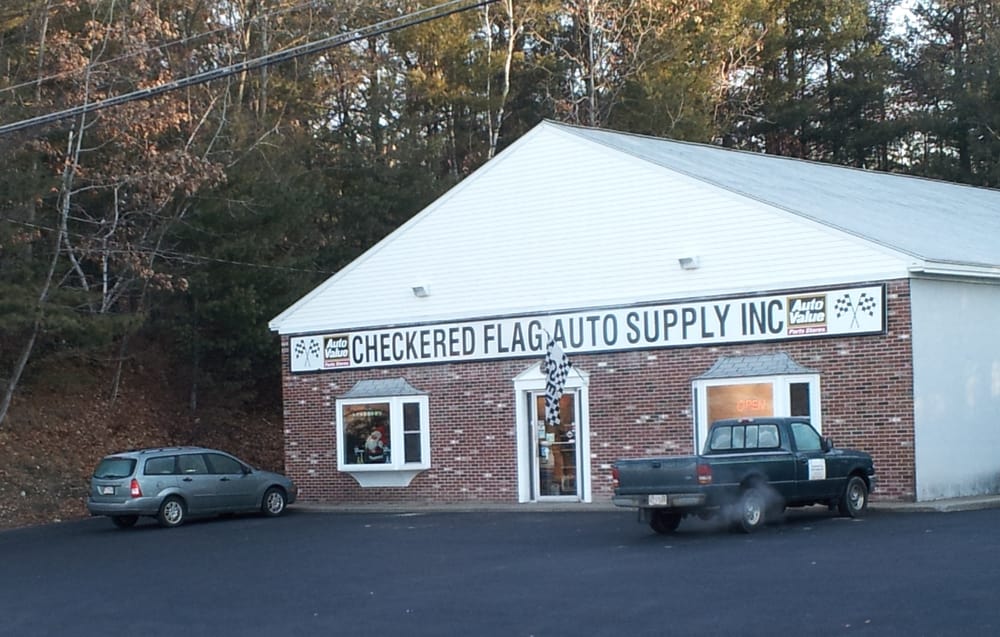 Auto
Value
Parts Stores
CHECKERED FLAG AUTO SUPPLY INC
Auto
Value
Parts Stores
OPEN